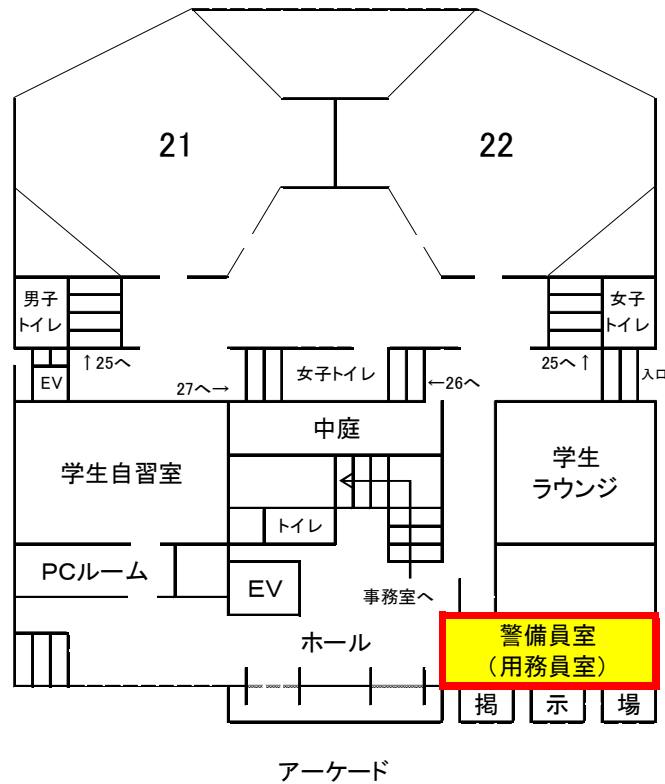 21
22
男子
トイレ
女子
トイレ
↑25へ
25へ↑
EV
27へ→
女子トイレ
←26へ
入口
中庭
学生自習室
学生
ラウンジ
トイレ
PCルーム
EV
事務室へ
ホール
警備員室
(用務員室)
掲 示 場
アーケード